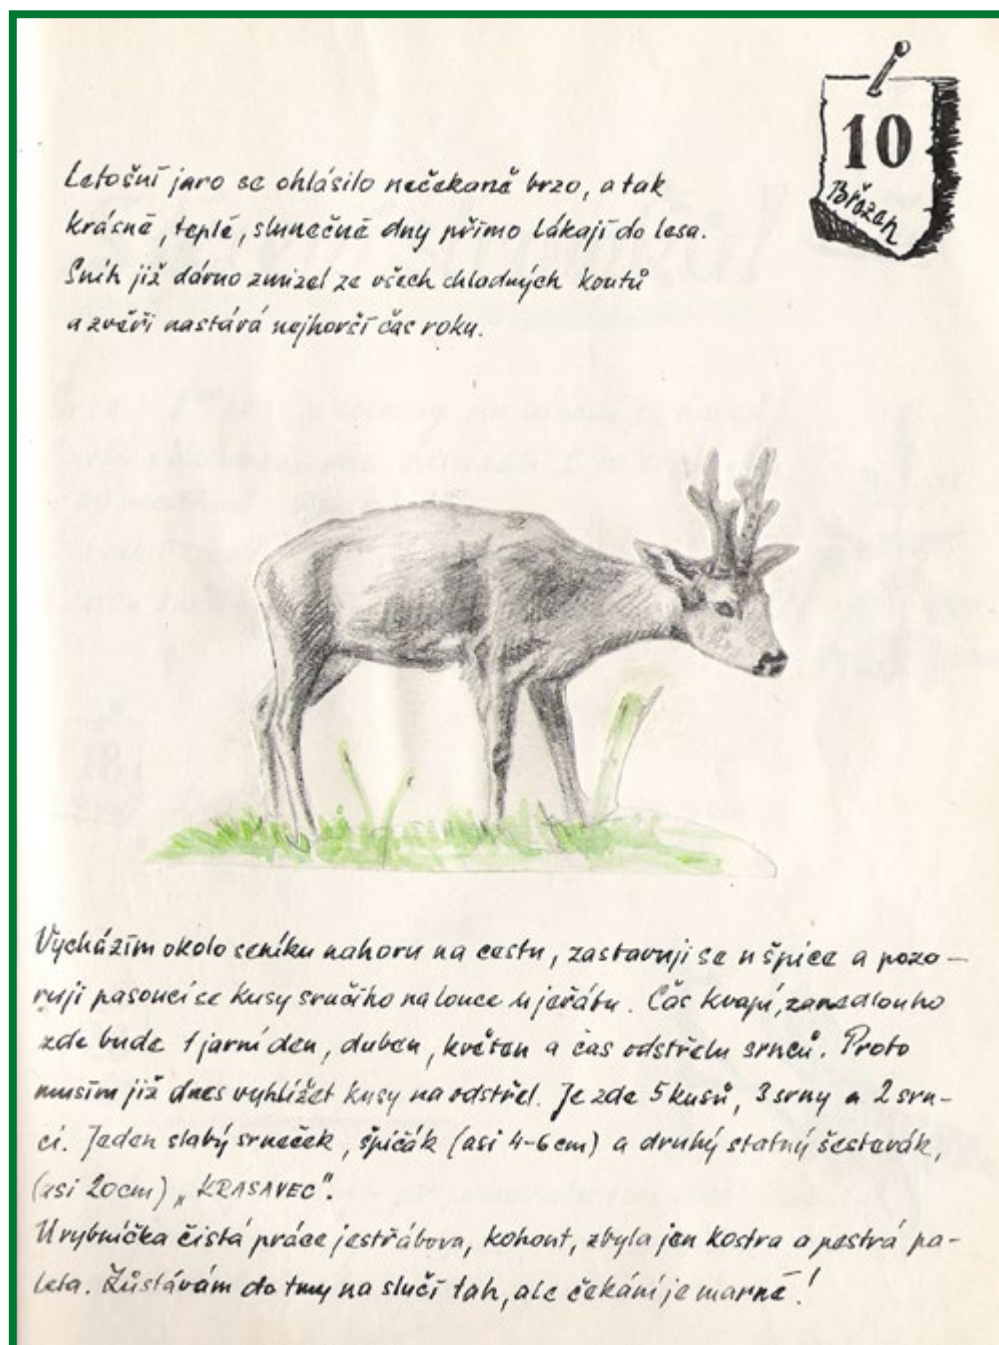 10
Březen
Letošní jaro se ohlásilo nečekaně brzo, a tak
krásné, teplé, slunečné dny přímo lákají do lesa.
Sníh již dávno zmizel ze všech chladných koutů
a zvěři nastává nejhorší čas roku.
Vycházím okolo seníku nahoru na cestu, zastavuji se u špice a pozo-
ruji pasoucí se kusy srnčího na louce u jeřábu. Čas kvapí, zanedlouho
zde bude 1 jarní den, duben, květen a čas odstřelu srnců. Proto
musím již dnes vyhlížet kusy na odstřel. Je zde 5 kusů, 3 srny a 2 srn-
ci. Jeden slabý srneček, špičák (asi 4-6cm) a druhý statný šesterák,
(asi 20cm) „KRASAVEC".
U rybníčka čistá práce jestřábova, kohout, zbyla jen kostra a pestrá pa-
leta. Zůstávám do tmy na slučí tah, ale čekání je marné!